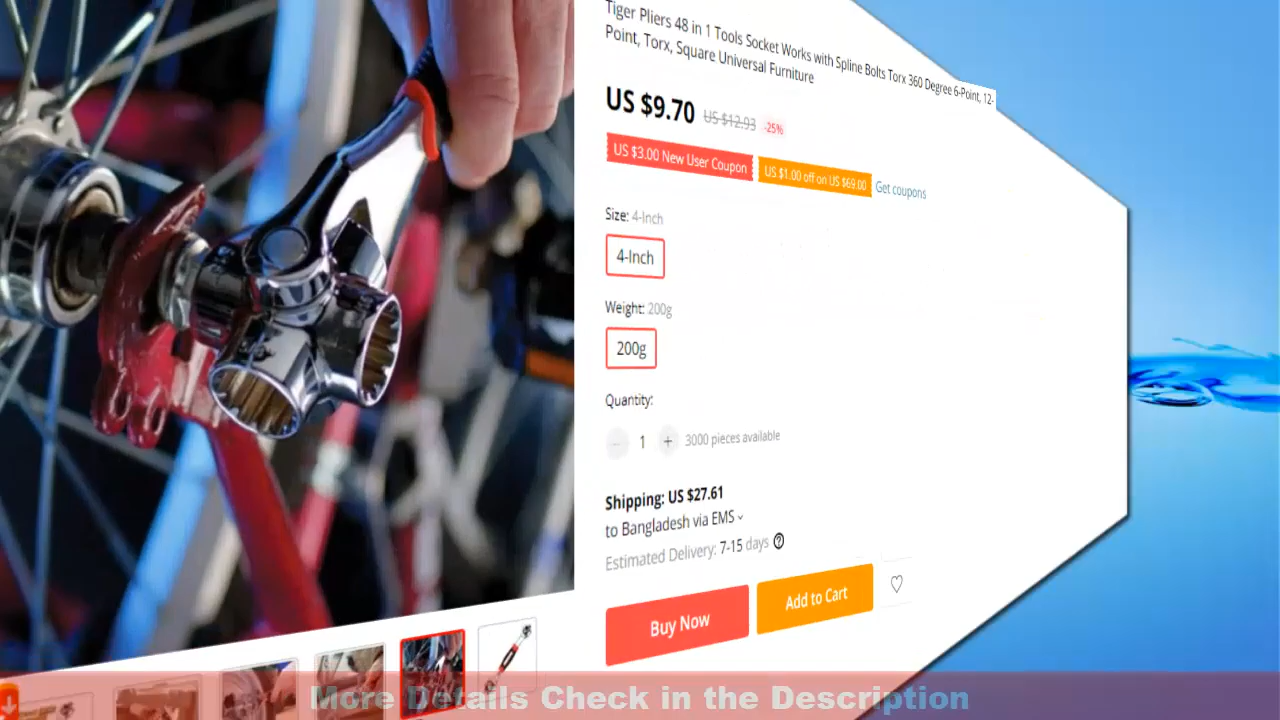 Tiger Pliers 48 in 1 Tools Socket Works with Spline Bolts Torx 360 Degree 6-Point, 12-
Point, Torx, Square Universal Furniture
US $9.70 US $12.93 -25%
US $3.00 New User Coupon US $1.00 off on US $69.00 Get coupons
Size: 4-Inch
4-Inch
Weight: 200g
200g
Quantity:
1 + 3000 pieces available
Shipping: US $27.61
to Bangladesh via EMS
Estimated Delivery: 7-15 days ?
Buy Now Add to Cart
More Details Check in the Description